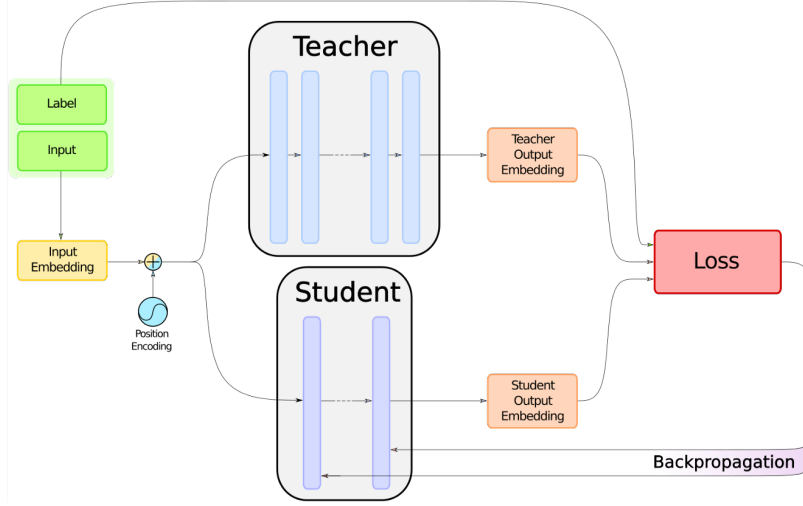 Teacher
Label
Input
Teacher
Output
Embedding
Input
Embedding
Loss
Position
Encoding
Student
Student
Output
Embedding
Backpropagation